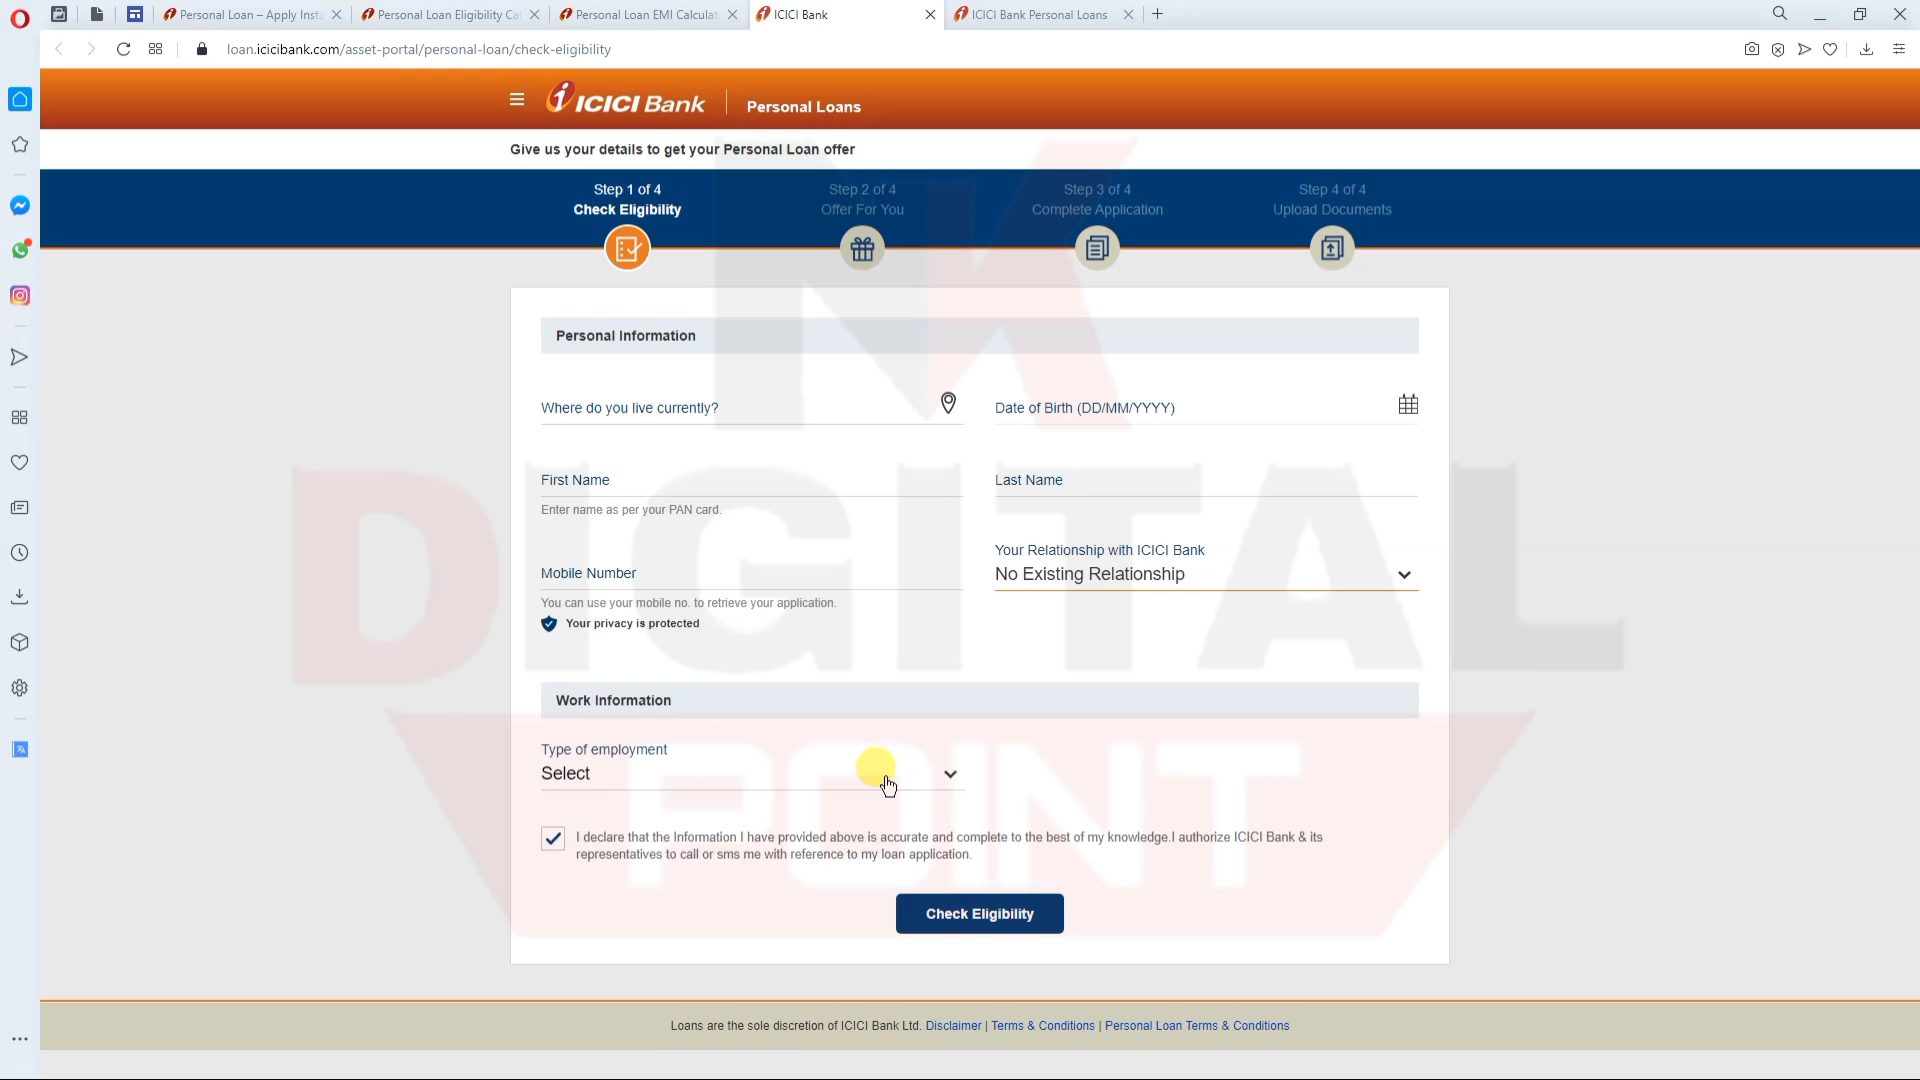 Personal Loan – Apply Insta
Personal Loan Eligibility Cal
Personal Loan EMI Calculat
ICICI Bank
ICICI Bank Personal Loans
loan.icicibank.com/asset-portal/personal-loan/check-eligibility
ICICI Bank
Personal Loans
Give us your details to get your Personal Loan offer
Step 1 of 4
Check Eligibility
Step 2 of 4
Offer For You
Step 3 of 4
Complete Application
Step 4 of 4
Upload Documents
NK
DIGITAL
POINT
Personal Information
Where do you live currently?
Date of Birth (DD/MM/YYYY)
First Name
Enter name as per your PAN card.
Last Name
Mobile Number
You can use your mobile no. to retrieve your application.
Your privacy is protected
Your Relationship with ICICI Bank
No Existing Relationship
Work Information
Type of employment
Select
I declare that the Information I have provided above is accurate and complete to the best of my knowledge.I authorize ICICI Bank & its
representatives to call or sms me with reference to my loan application.
Check Eligibility
Loans are the sole discretion of ICICI Bank Ltd. Disclaimer | Terms & Conditions | Personal Loan Terms & Conditions